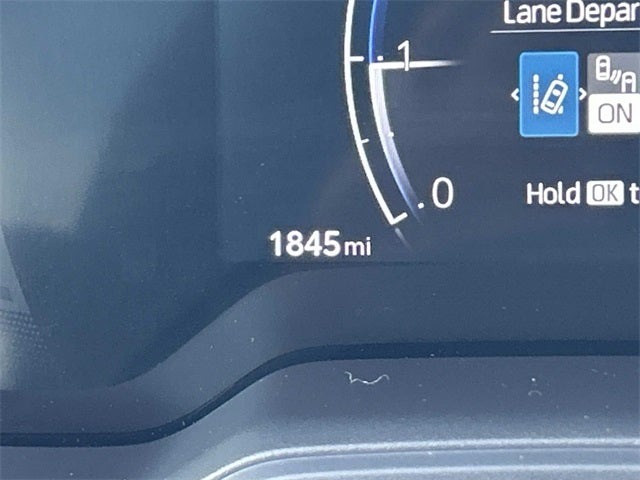 Lane Depar
1
A
ON
0
Hold OK t
1845 mi